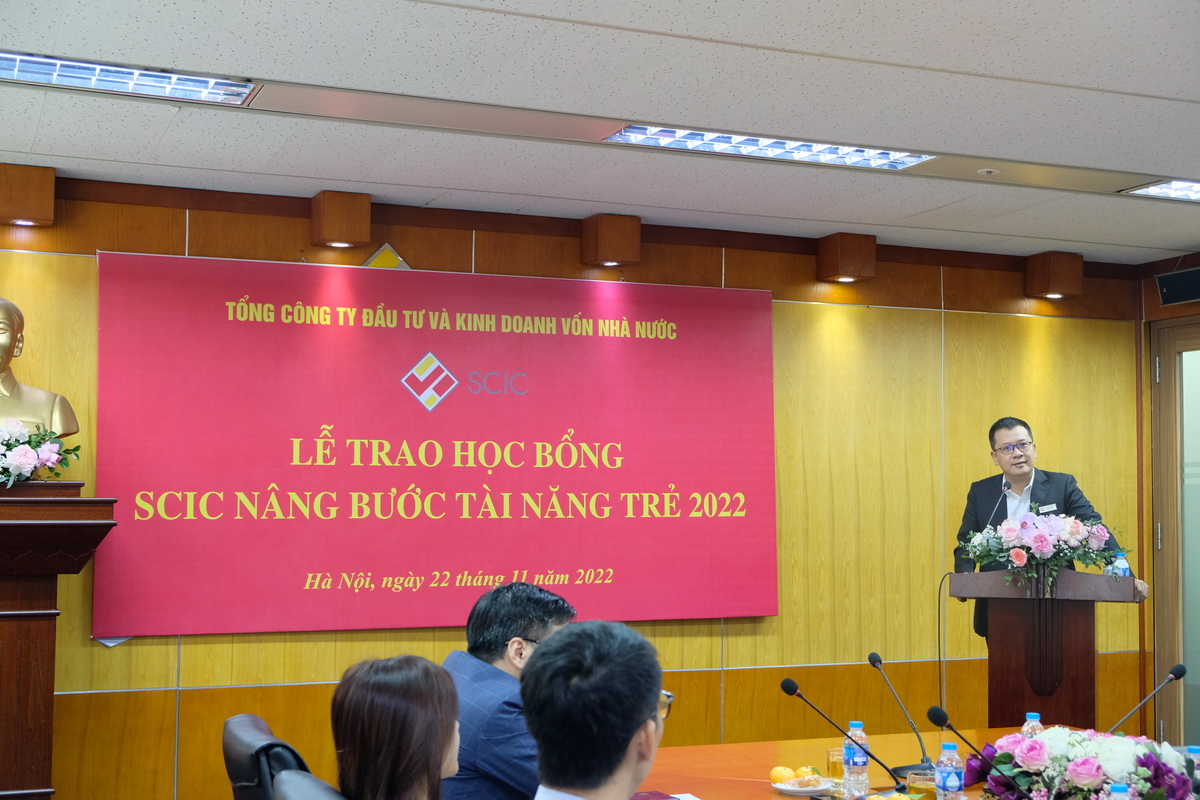 TỔNG CÔNG TY ĐẦU TƯ VÀ KINH DOANH VỐN NHÀ NƯỚC
SCIC
LỄ TRAO HỌC BỔNG
SCIC NÂNG BƯỚC TÀI NĂNG TRẺ 2022
Hà Nội, ngày 22 tháng 11 năm 2022